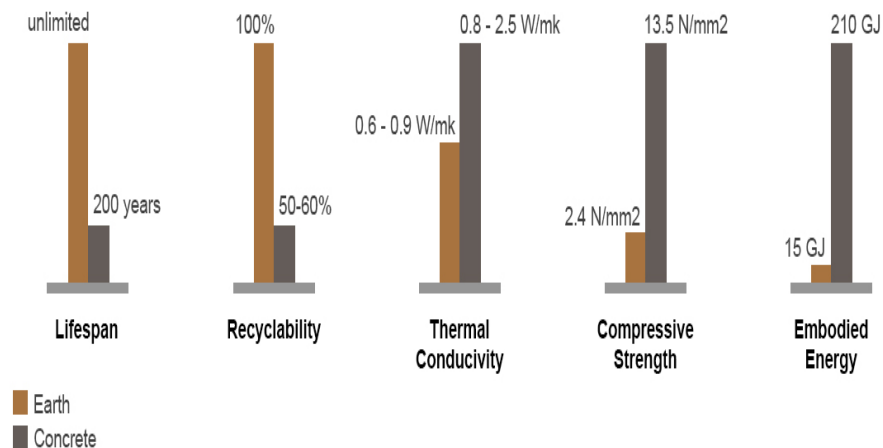 unlimited
200 years
Lifespan
100%
50-60%
Recyclability
0.8 - 2.5 W/mk
0.6 - 0.9 W/mk
Thermal
Conducivity
13.5 N/mm2
2.4 N/mm2
Compressive
Strength
210 GJ
15 GJ
Embodied
Energy
Earth
Concrete